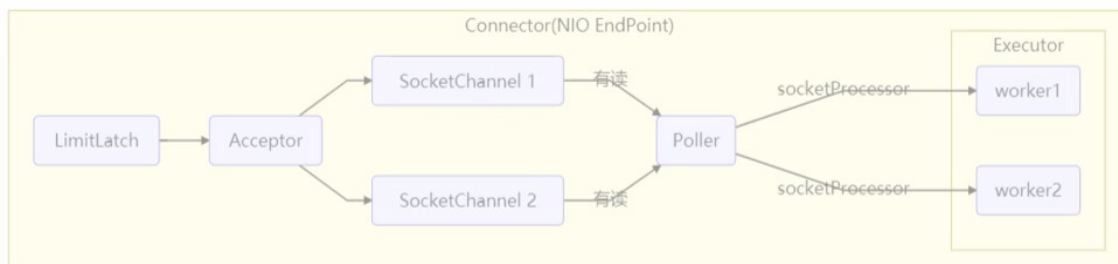 Connector(NIO EndPoint)
Executor
LimitLatch
Acceptor
SocketChannel 1
有读
SocketChannel 2
有读
Poller
socketProcessor
worker1
socketProcessor
worker2